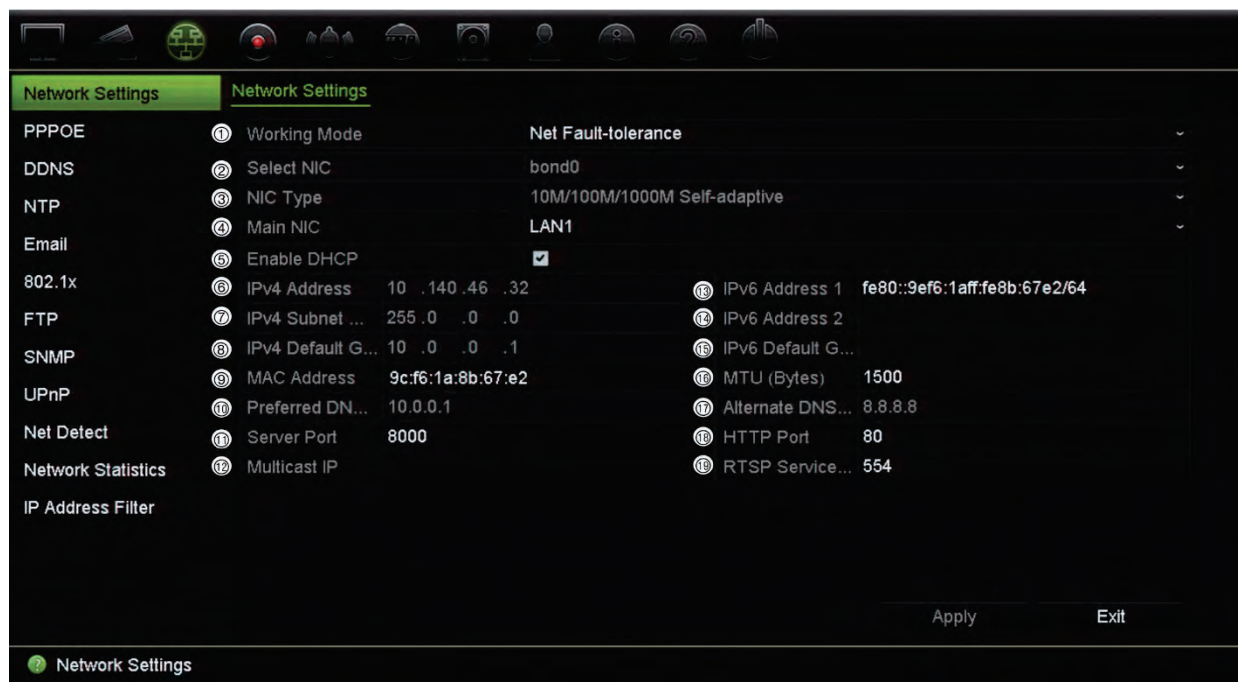 Network Settings
Network Settings
PPPOE
DDNS
NTP
Email
802.1x
FTP
SNMP
UPnP
Net Detect
Network Statistics
IP Address Filter
① Working Mode Net Fault-tolerance
② Select NIC bond0
③ NIC Type 10M/100M/1000M Self-adaptive
④ Main NIC LAN1
⑤ Enable DHCP
⑥ IPv4 Address 10 .140 .46 .32
⑦ IPv4 Subnet ... 255 .0 .0 .0
⑧ IPv4 Default G... 10 .0 .0 .1
⑨ MAC Address 9c:f6:1a:8b:67:e2
⑩ Preferred DN... 10.0.0.1
⑪ Server Port 8000
⑫ Multicast IP
⑬ IPv6 Address 1 fe80::9ef6:1aff:fe8b:67e2/64
⑭ IPv6 Address 2
⑮ IPv6 Default G...
⑯ MTU (Bytes) 1500
⑰ Alternate DNS... 8.8.8.8
⑱ HTTP Port 80
⑲ RTSP Service... 554
Apply Exit
Network Settings